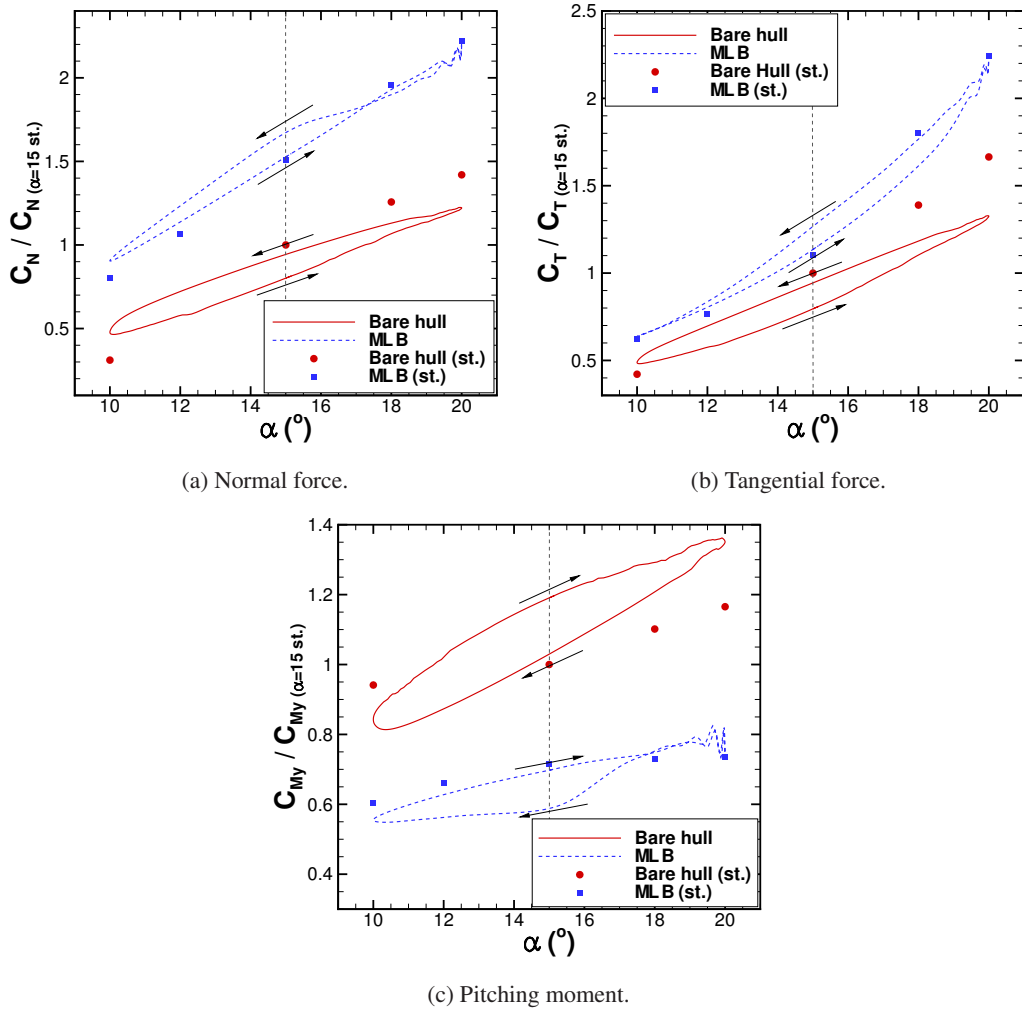 C_N / C_N (α=15 st.)
2
1.5
1
0.5
10 12 14 16 18 20
α (°)
Bare hull
MLB
Bare hull (st.)
MLB (st.)
(a) Normal force.
C_T / C_T (α=15 st.)
2.5
2
1.5
1
0.5
10 12 14 16 18 20
α (°)
Bare hull
MLB
Bare Hull (st.)
MLB (st.)
(b) Tangential force.
C_My / C_My (α=15 st.)
1.4
1.2
1
0.8
0.6
0.4
10 12 14 16 18 20
α (°)
Bare hull
MLB
Bare hull (st.)
MLB (st.)
(c) Pitching moment.